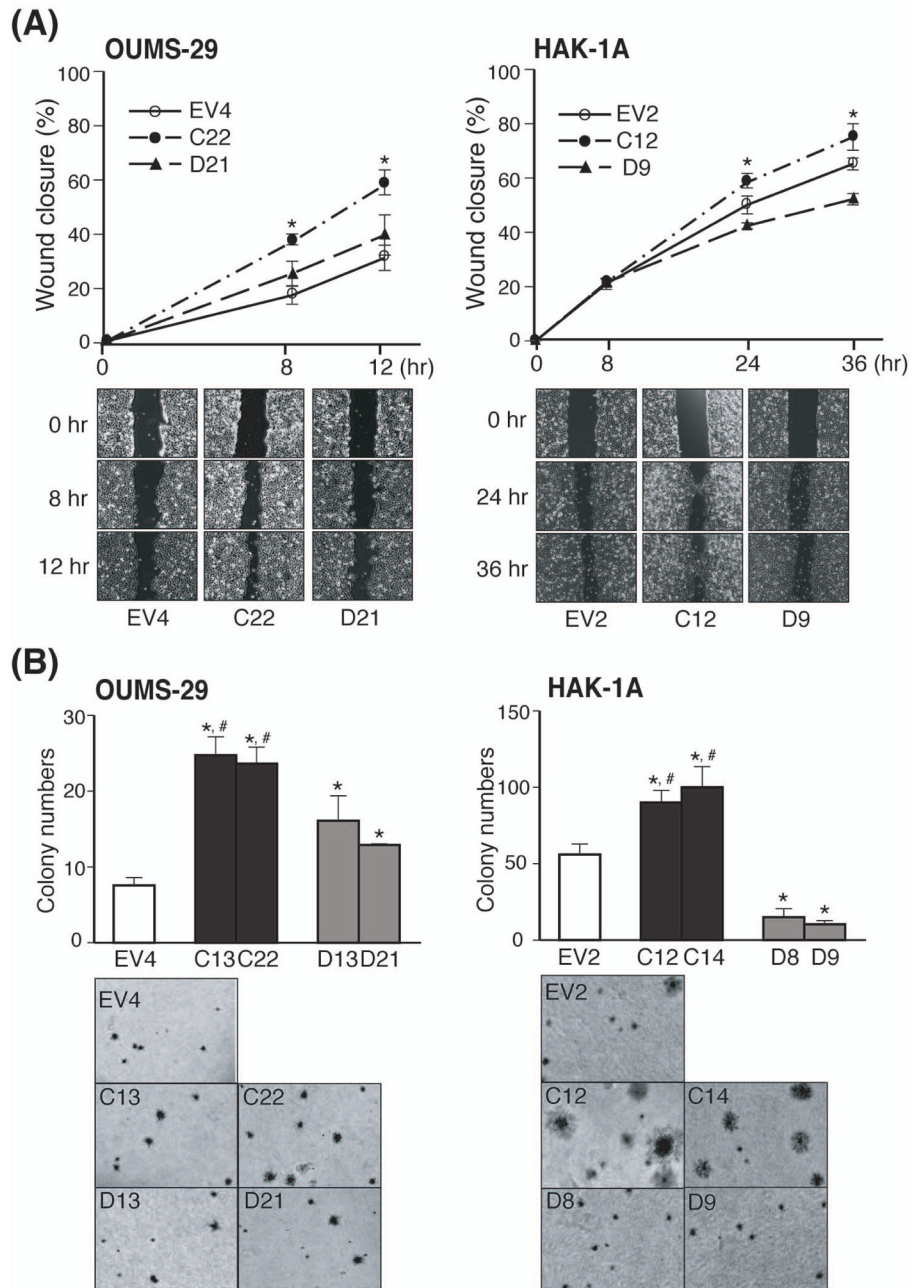 (A)
OUMS-29
HAK-1A
Wound closure (%)
100
80
60
40
20
0
EV4
C22
D21
*
*
0
8
12 (hr)
Wound closure (%)
100
80
60
40
20
0
EV2
C12
D9
*
*
0
8
24
36 (hr)
0 hr
8 hr
12 hr
EV4 C22 D21
0 hr
24 hr
36 hr
EV2 C12 D9
(B)
OUMS-29
HAK-1A
Colony numbers
30
20
10
0
*, # *, #
*
*
EV4 C13 C22 D13 D21
Colony numbers
150
100
50
0
*, # *, #
*
*
EV2 C12 C14 D8 D9
EV4
C13 C22
D13 D21
EV2
C12 C14
D8 D9